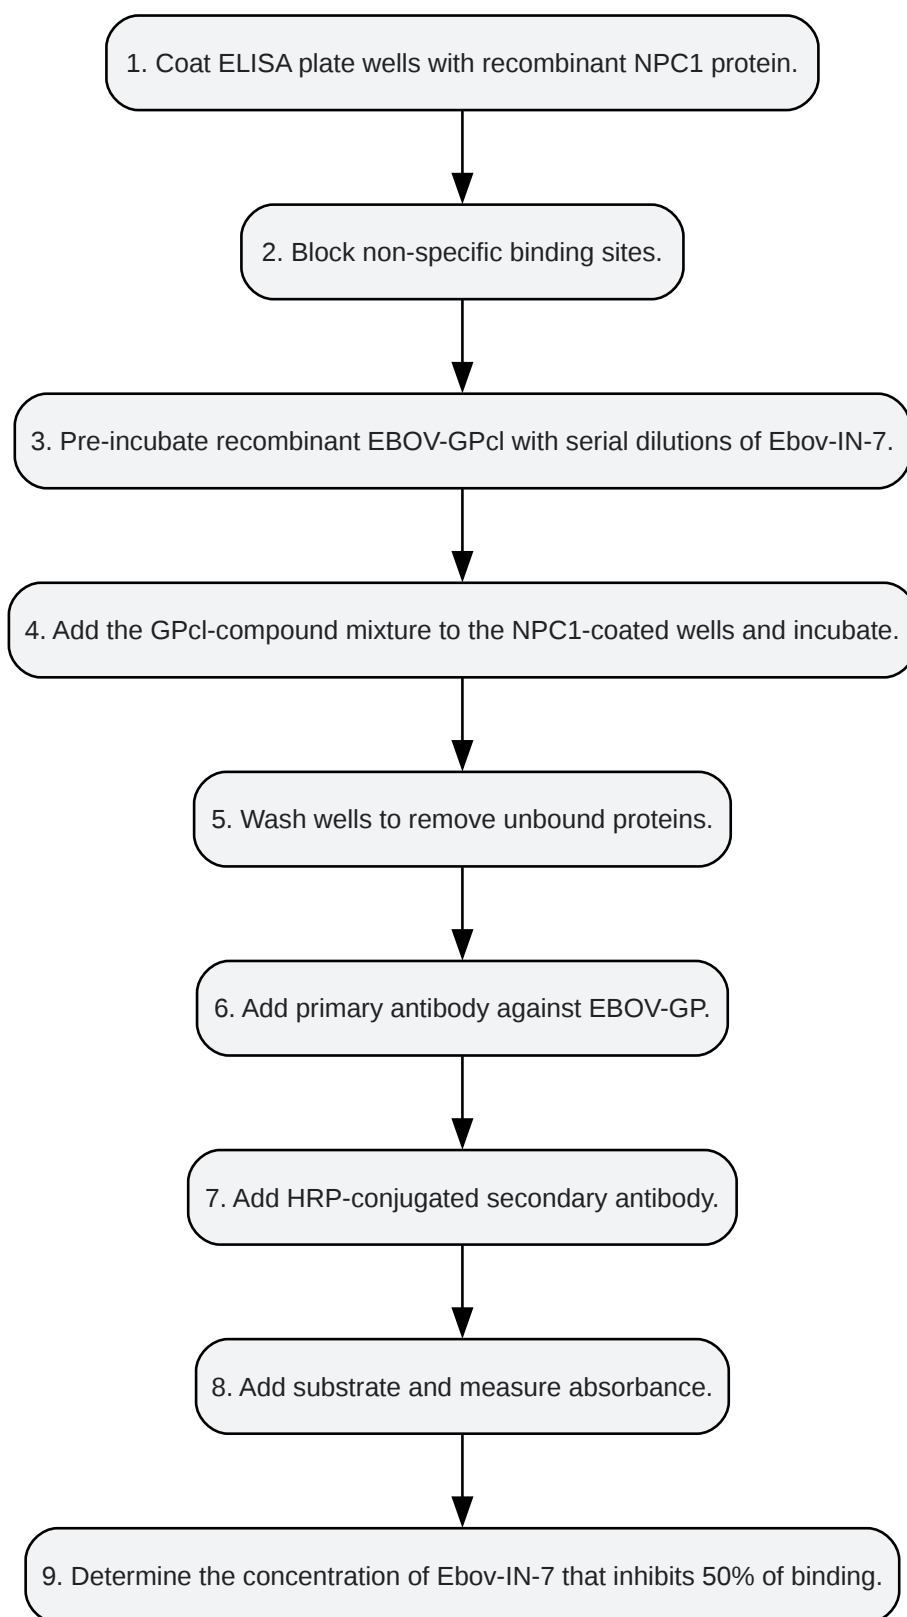 1. Coat ELISA plate wells with recombinant NPC1 protein.
2. Block non-specific binding sites.
3. Pre-incubate recombinant EBOV-GPcl with serial dilutions of Ebov-IN-7.
4. Add the GPcl-compound mixture to the NPC1-coated wells and incubate.
5. Wash wells to remove unbound proteins.
6. Add primary antibody against EBOV-GP.
7. Add HRP-conjugated secondary antibody.
8. Add substrate and measure absorbance.
9. Determine the concentration of Ebov-IN-7 that inhibits 50% of binding.